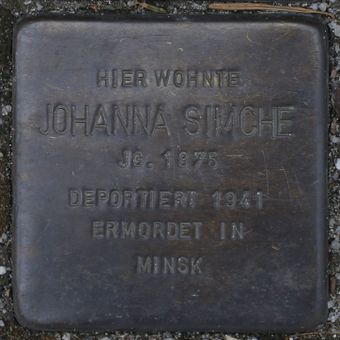 HIER WOHNTE
JOHANNA SIMCHE
JG. 1875
DEPORTIERT 1941
ERMORDET IN
MINSK